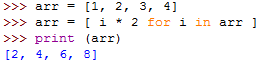 >>> arr = [1, 2, 3, 4]
>>> arr = [ i * 2 for i in arr ]
>>> print (arr)
[2, 4, 6, 8]